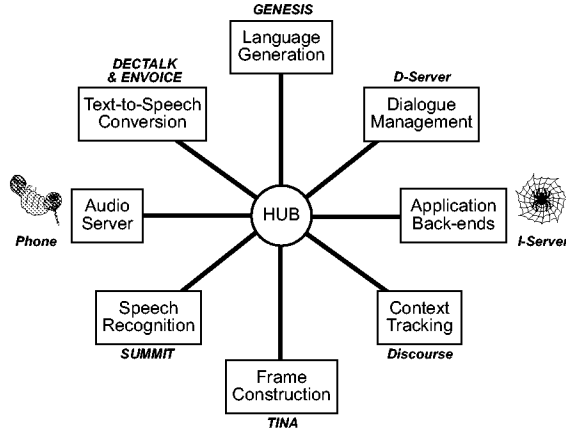 GENESIS
Language
Generation
DECTALK
& ENVOICE
Text-to-Speech
Conversion
D-Server
Dialogue
Management
Phone
Audio
Server
HUB
Application
Back-ends
I-Server
Speech
Recognition
SUMMIT
Context
Tracking
Discourse
Frame
Construction
TINA